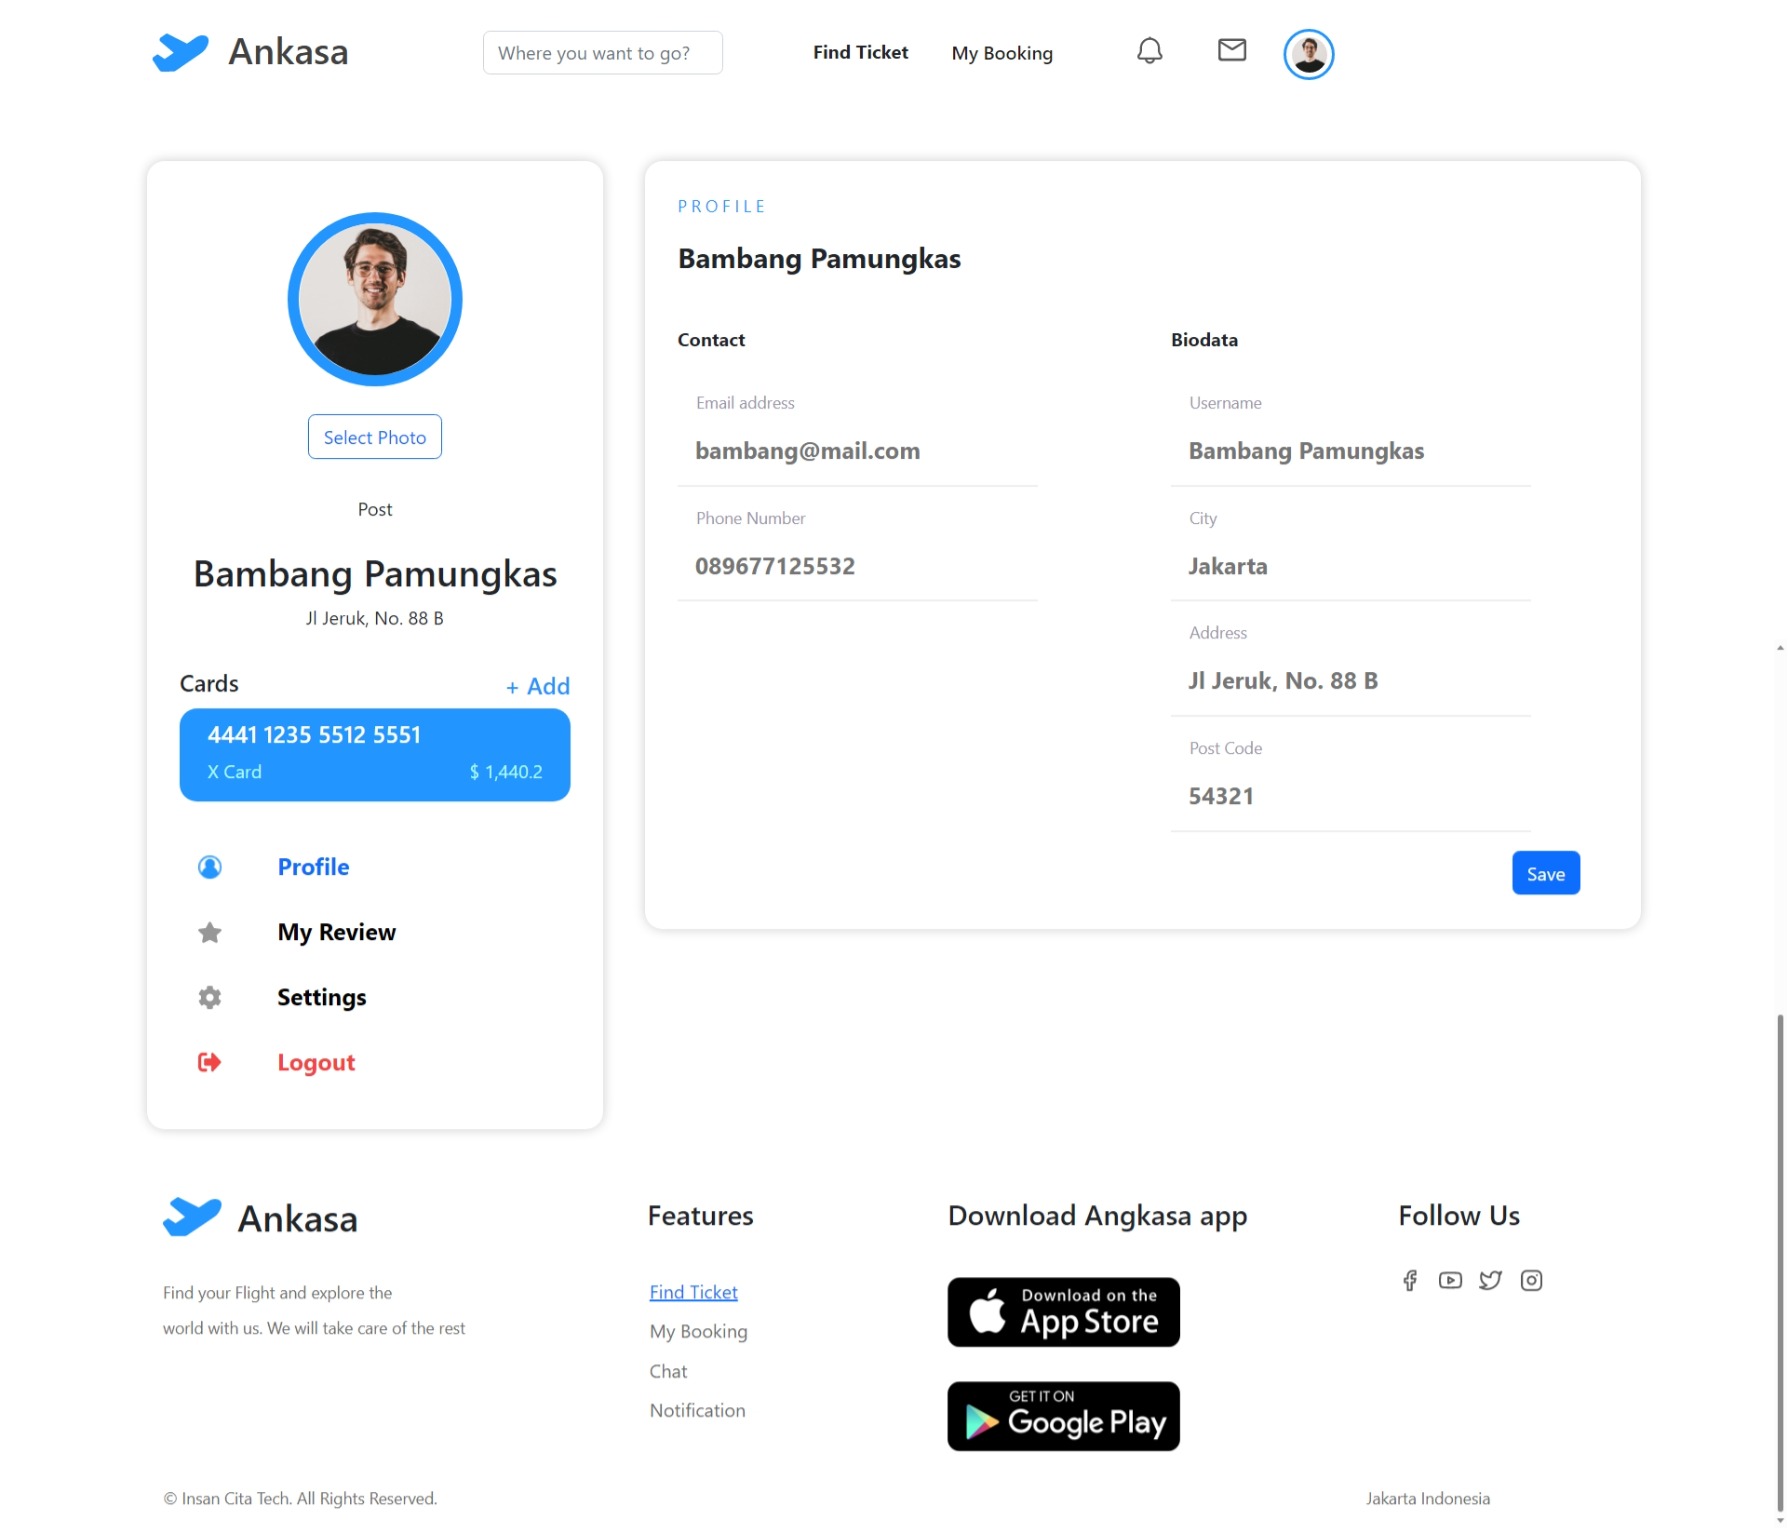 Ankasa
Where you want to go?
Find Ticket
My Booking
Select Photo
Post
Bambang Pamungkas
Jl Jeruk, No. 88 B
Cards
+ Add
4441 1235 5512 5551
X Card
$ 1,440.2
Profile
My Review
Settings
Logout
PROFILE
Bambang Pamungkas
Contact
Email address
bambang@mail.com
Phone Number
089677125532
Biodata
Username
Bambang Pamungkas
City
Jakarta
Address
Jl Jeruk, No. 88 B
Post Code
54321
Save
Ankasa
Find your Flight and explore the
world with us. We will take care of the rest
Features
Find Ticket
My Booking
Chat
Notification
Download Angkasa app
Download on the
App Store
GET IT ON
Google Play
Follow Us
© Insan Cita Tech. All Rights Reserved.
Jakarta Indonesia